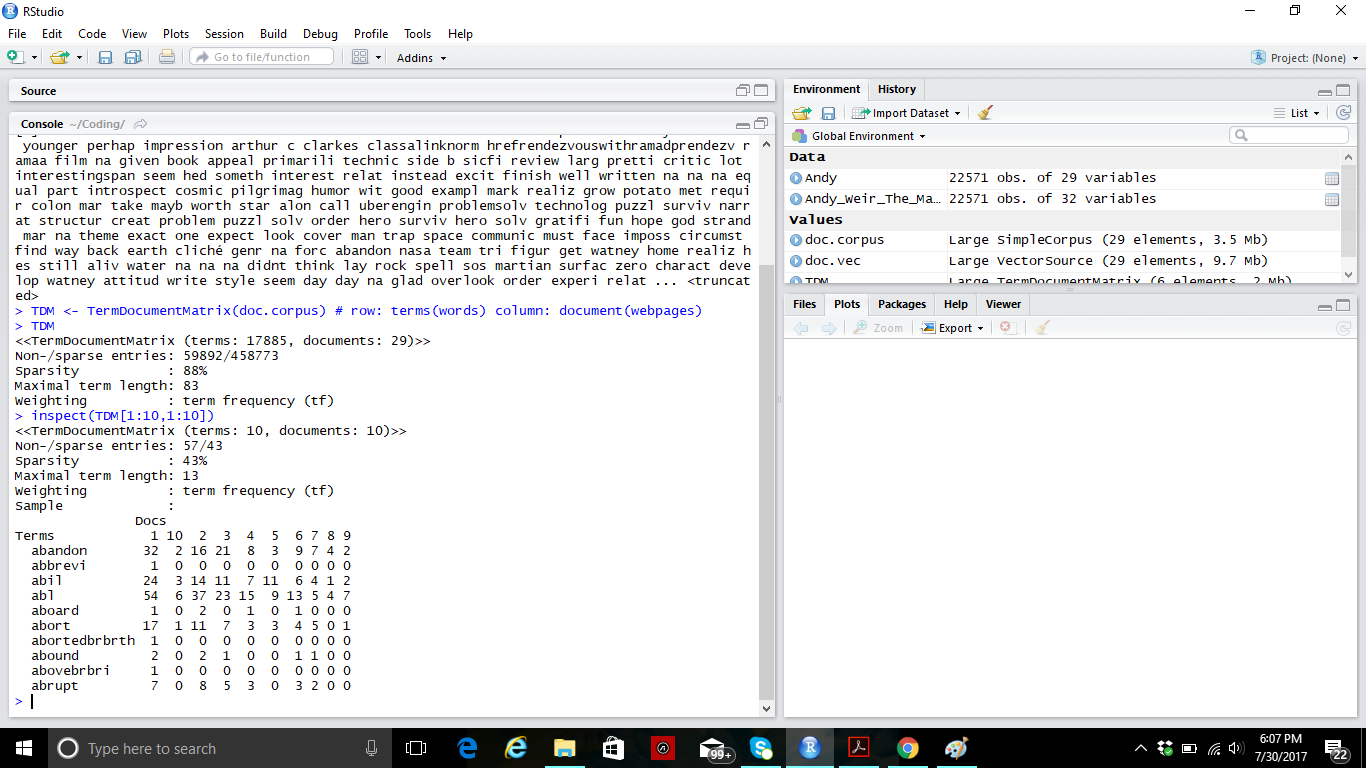 RStudio
File Edit Code View Plots Session Build Debug Profile Tools Help
Go to file/function Addins Project: (None)
Source
Console ~/Coding/
younger perhap impression arthur c clarkes classalinknorm hrefrendezvouswithramadprendezv r
amaa film na given book appeal primarili technic side b sicfi review larg pretti critic lot
interestingspan seem hed someth interest relat instead excit finish well written na na na eq
ual part introspect cosmic pilgrimag humor wit good exampl mark realiz grow potato met requi
r colon mar take mayb worth star alon call uberengin problemsolv technolog puzzl surviv narr
at structur creat problem puzzl solv order hero surviv hero solv gratifi fun hope god strand
mar na theme exact one expect look cover man trap space communic must face imposs circumst
find way back earth cliché genr na forc abandon nasa team tri figur get watney home realiz h
es still aliv water na na na didnt think lay rock spell sos martian surfac zero charact deve
lop watney attitud write style seem day day na glad overlook order experi relat ... <truncat
ed>
> TDM <- TermDocumentMatrix(doc.corpus) # row: terms(words) column: document(webpages)
> TDM
<<TermDocumentMatrix (terms: 17885, documents: 29)>>
Non-/sparse entries: 59892/458773
Sparsity : 88%
Maximal term length: 83
Weighting : term frequency (tf)
> inspect(TDM[1:10,1:10])
<<TermDocumentMatrix (terms: 10, documents: 10)>>
Non-/sparse entries: 57/43
Sparsity : 43%
Maximal term length: 13
Weighting : term frequency (tf)
Sample :
Docs
Terms 1 10 2 3 4 5 6 7 8 9
abandon 32 2 16 21 8 3 9 7 4 2
abbrevi 1 0 0 0 0 0 0 0 0 0
abil 24 3 14 11 7 11 6 4 1 2
abl 54 6 37 23 15 9 13 5 4 7
aboard 1 0 2 0 1 0 1 0 0 0
abort 17 1 11 7 3 3 4 5 0 1
abortedbrbrth 1 0 0 0 0 0 0 0 0 0
abound 2 0 2 1 0 0 1 1 0 0
abovebrbri 1 0 0 0 0 0 0 0 0 0
abrupt 7 0 8 5 3 0 3 2 0 0
>
Environment History
Import Dataset List
Global Environment
Data
Andy 22571 obs. of 29 variables
Andy_Weir_The_Ma... 22571 obs. of 32 variables
Values
doc.corpus Large SimpleCorpus (29 elements, 3.5 Mb)
doc.vec Large VectorSource (29 elements, 9.7 Mb)
TDM Large TermDocumentMatrix (6 elements, 2 Mb)
Files Plots Packages Help Viewer
Zoom Export
Type here to search
99+
6:07 PM
7/30/2017
22